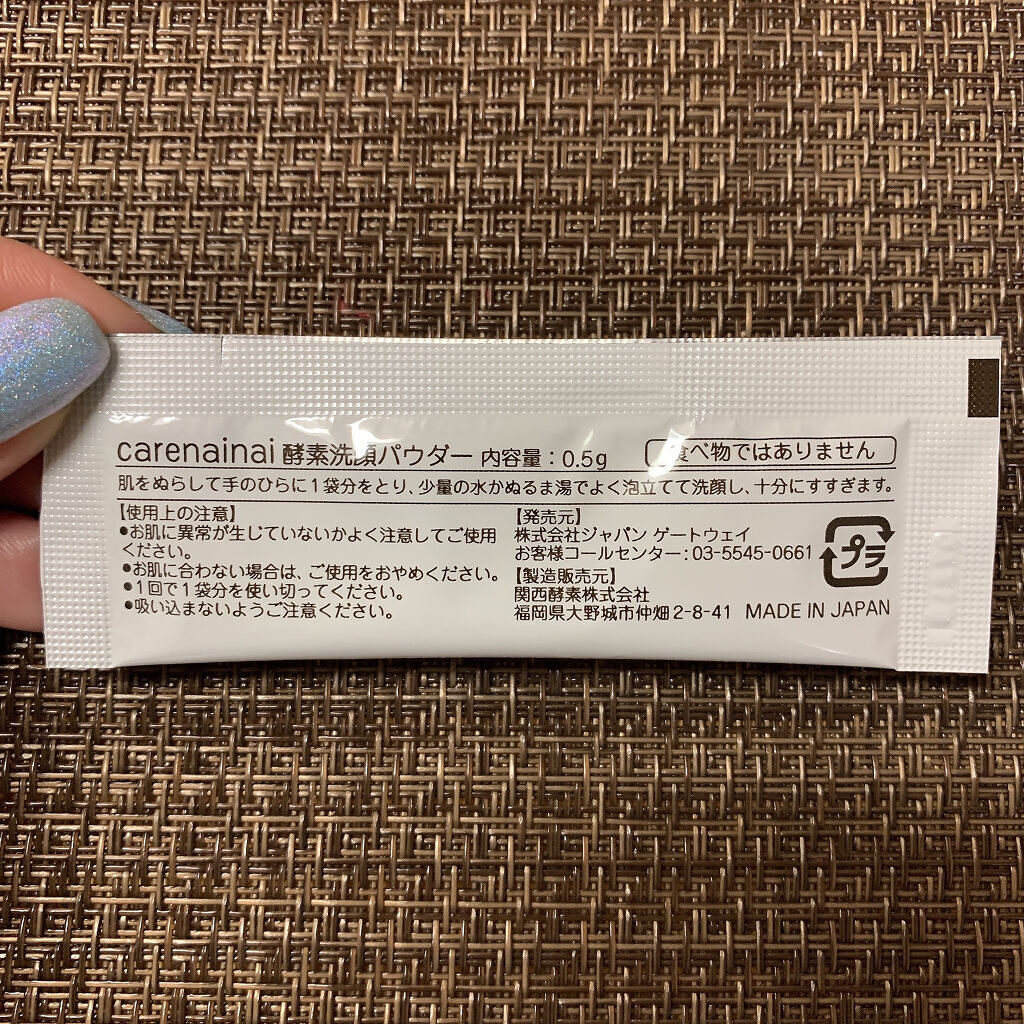 carenainai 酵素洗顔パウダー 内容量：0.5g 食べ物ではありません
肌をぬらして手のひらに1袋分をとり、少量の水かぬるま湯でよく泡立てて洗顔し、十分にすすぎます。
【使用上の注意】
●お肌に異常が生じていないかよく注意してご使用
ください。
●お肌に合わない場合は、ご使用をおやめください。
●1回で1袋分を使い切ってください。
●吸い込まないようご注意ください。
【発売元】
株式会社ジャパン ゲートウェイ
お客様コールセンター：03-5545-0661
【製造販売元】
関西酵素株式会社
福岡県大野城市仲畑2-8-41 MADE IN JAPAN
プラ